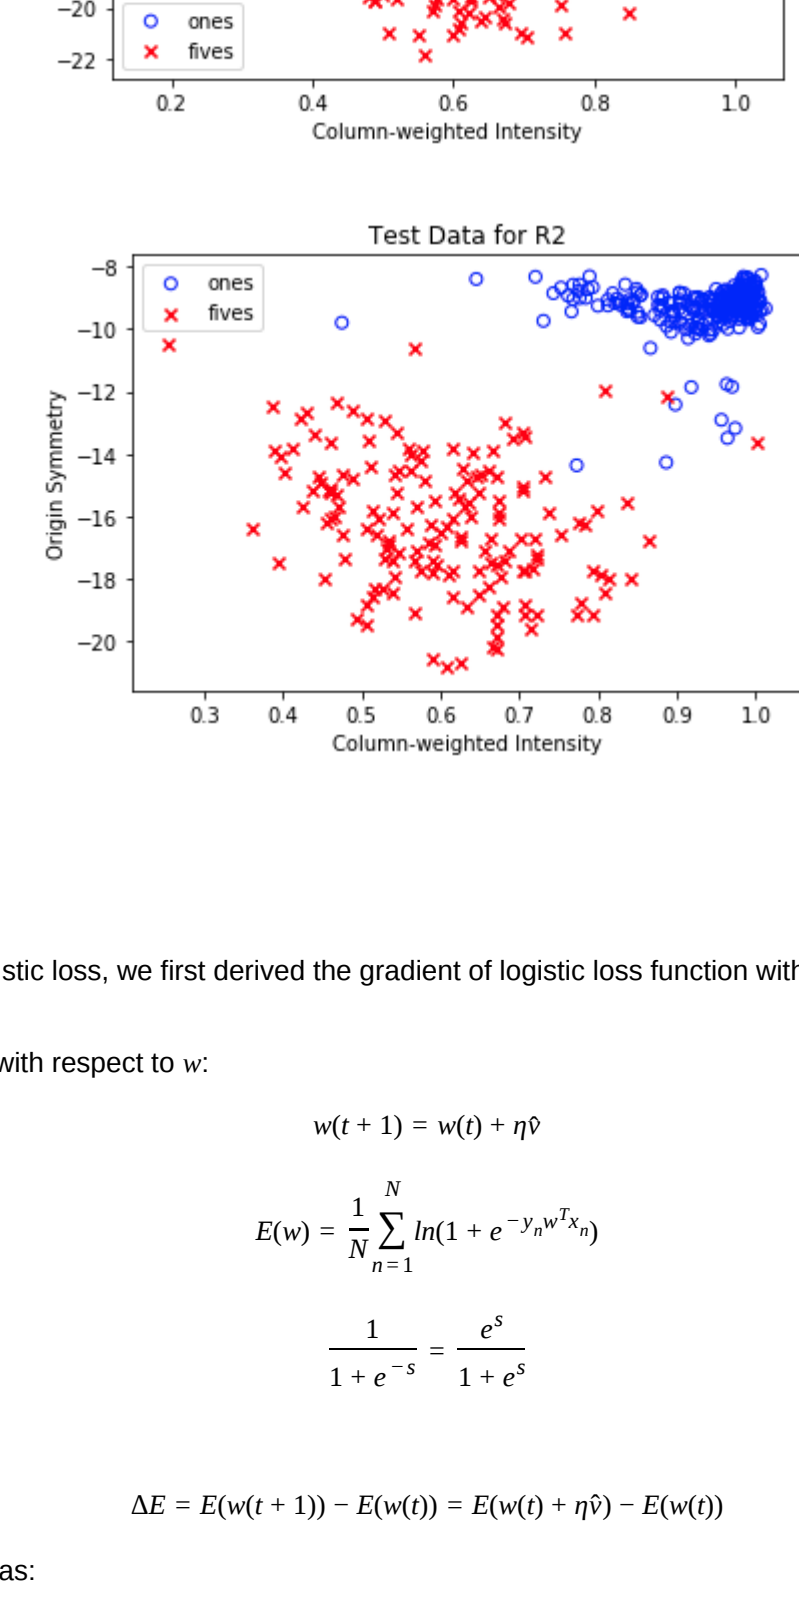 −20
ones
fives
−22
0.2 0.4 0.6 0.8 1.0
Column-weighted Intensity
Test Data for R2
−8
ones
fives
−10
−12
−14
−16
−18
−20
Origin Symmetry
0.3 0.4 0.5 0.6 0.7 0.8 0.9 1.0
Column-weighted Intensity
stic loss, we first derived the gradient of logistic loss function with
with respect to w:
w(t + 1) = w(t) + ηv̂
E(w) = \frac{1}{N} \sum_{n=1}^{N} ln(1 + e^{-y_n w^T x_n})
\frac{1}{1 + e^{-s}} = \frac{e^s}{1 + e^s}
ΔE = E(w(t + 1)) − E(w(t)) = E(w(t) + ηv̂) − E(w(t))
as: